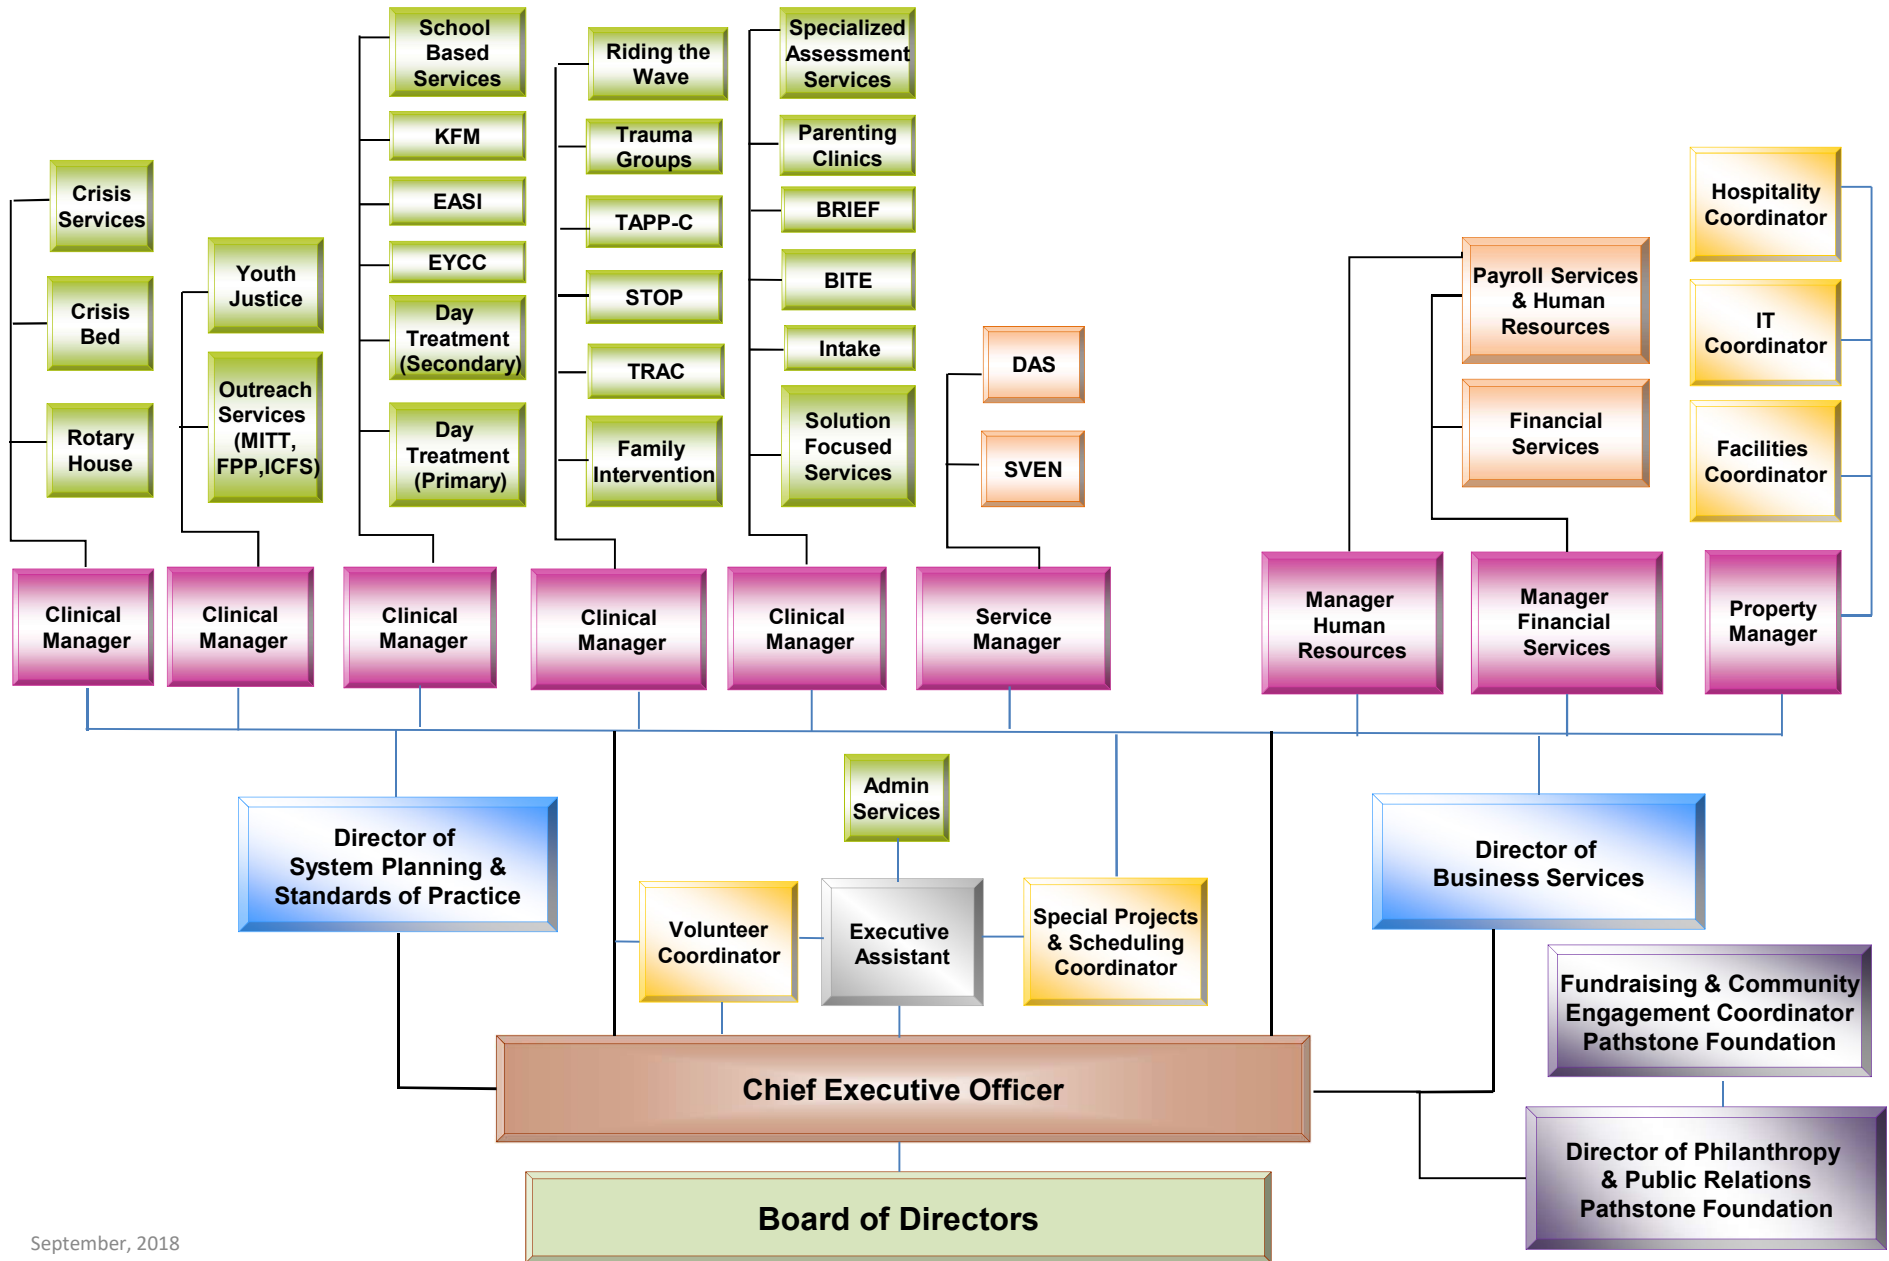 School
Based
Services
KFM
EASI
EYCC
Day
Treatment
(Secondary)
Day
Treatment
(Primary)
Riding the
Wave
Trauma
Groups
TAPP-C
STOP
TRAC
Family
Intervention
Specialized
Assessment
Services
Parenting
Clinics
BRIEF
BITE
Intake
Solution
Focused
Services
Crisis
Services
Crisis
Bed
Rotary
House
Youth
Justice
Outreach
Services
(MITT,
FPP,ICFS)
DAS
SVEN
Payroll Services
& Human
Resources
Financial
Services
Hospitality
Coordinator
IT
Coordinator
Facilities
Coordinator
Clinical
Manager
Clinical
Manager
Clinical
Manager
Clinical
Manager
Clinical
Manager
Service
Manager
Manager
Human
Resources
Manager
Financial
Services
Property
Manager
Director of
System Planning &
Standards of Practice
Admin
Services
Volunteer
Coordinator
Executive
Assistant
Special Projects
& Scheduling
Coordinator
Director of
Business Services
Fundraising & Community
Engagement Coordinator
Pathstone Foundation
Chief Executive Officer
Director of Philanthropy
& Public Relations
Pathstone Foundation
Board of Directors
September, 2018